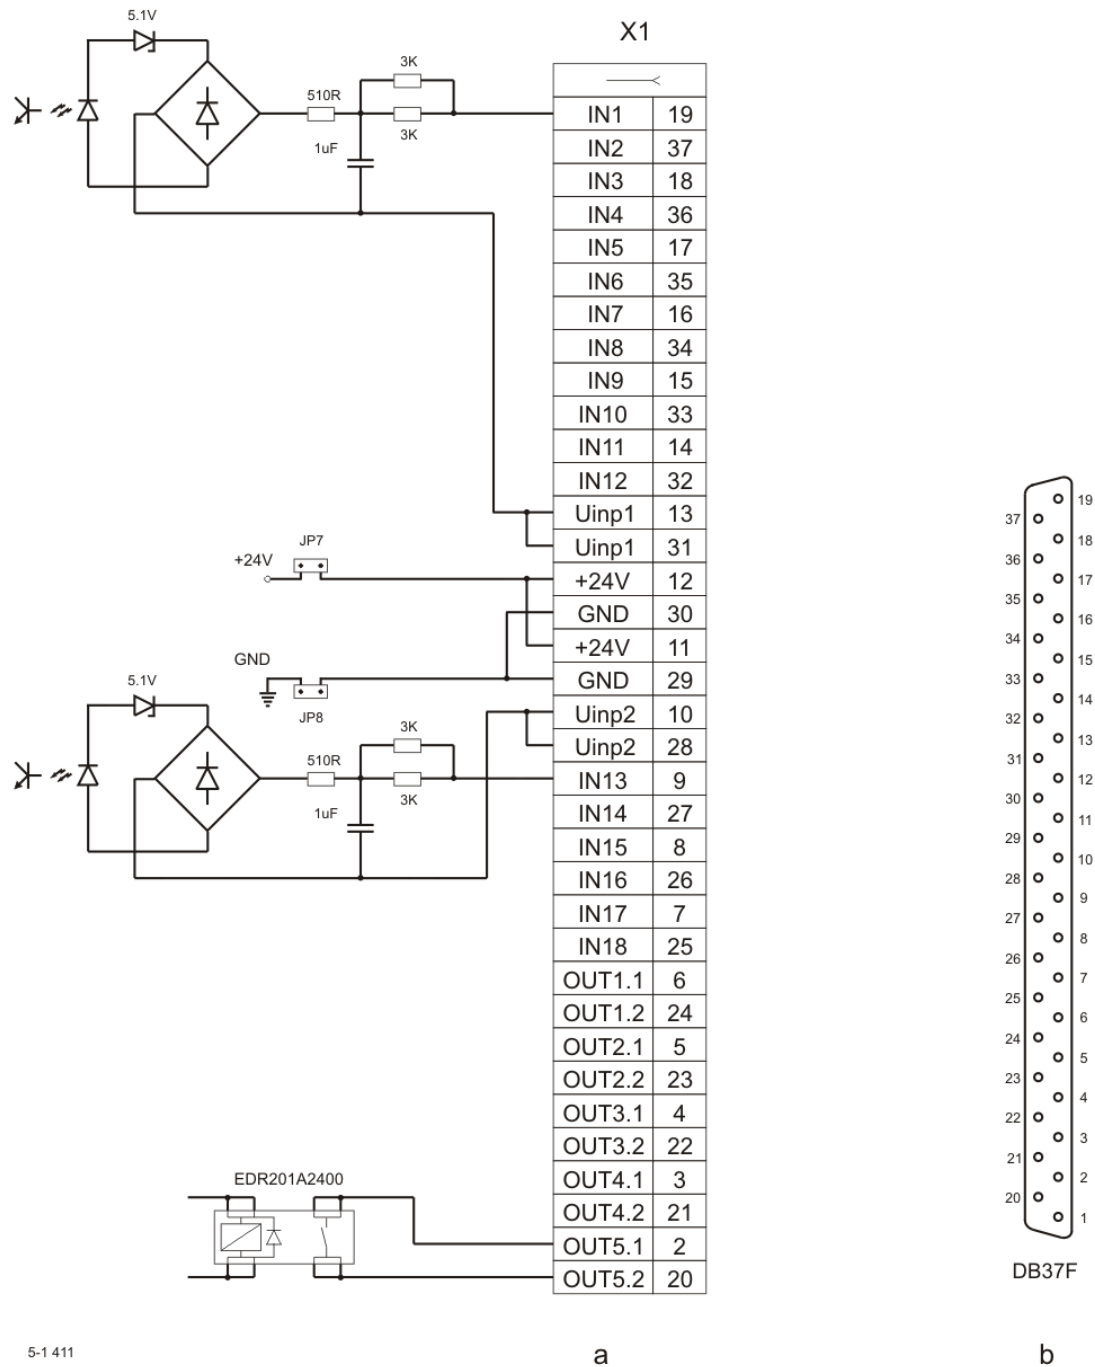 X1
5.1V
3K
510R
3K
1uF
IN1 19
IN2 37
IN3 18
IN4 36
IN5 17
IN6 35
IN7 16
IN8 34
IN9 15
IN10 33
IN11 14
IN12 32
Uinp1 13
Uinp1 31
+24V 12
GND 30
+24V 11
GND 29
Uinp2 10
Uinp2 28
IN13 9
IN14 27
IN15 8
IN16 26
IN17 7
IN18 25
OUT1.1 6
OUT1.2 24
OUT2.1 5
OUT2.2 23
OUT3.1 4
OUT3.2 22
OUT4.1 3
OUT4.2 21
OUT5.1 2
OUT5.2 20
JP7
+24V
GND
JP8
5.1V
3K
510R
3K
1uF
EDR201A2400
19
37
18
36
17
35
16
34
15
33
14
32
13
31
12
30
11
29
10
28
9
27
8
26
7
25
6
24
5
23
4
22
3
21
2
20
1
DB37F
5-1 411
a
b